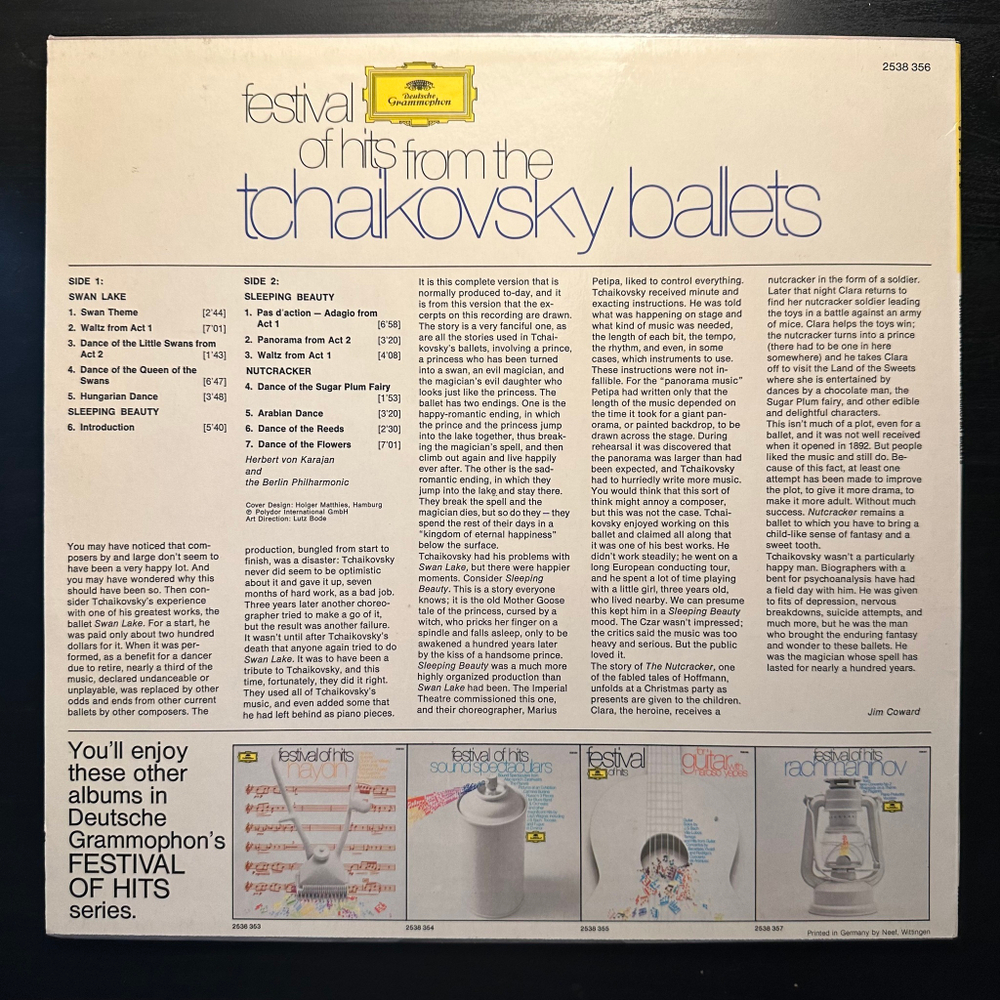 2538 356
Deutsche
Grammophon
festival
of hits from the
tchaikovsky ballets
SIDE 1:
SWAN LAKE
1. Swan Theme [2'44]
2. Waltz from Act 1 [7'01]
3. Dance of the Little Swans from
Act 2 [1'43]
4. Dance of the Queen of the
Swans [6'47]
5. Hungarian Dance [3'48]
SLEEPING BEAUTY
6. Introduction [5'40]
SIDE 2:
SLEEPING BEAUTY
1. Pas d'action — Adagio from
Act 1 [6'58]
2. Panorama from Act 2 [3'20]
3. Waltz from Act 1 [4'08]
NUTCRACKER
4. Dance of the Sugar Plum Fairy
[1'53]
5. Arabian Dance [3'20]
6. Dance of the Reeds [2'30]
7. Dance of the Flowers [7'01]
Herbert von Karajan
and
the Berlin Philharmonic
Cover Design: Holger Matthies, Hamburg
℗ Polydor International GmbH
Art Direction: Lutz Bode
You may have noticed that com-
posers by and large don't seem to
have been a very happy lot. And
you may have wondered why this
should have been so. Then con-
sider Tchaikovsky's experience
with one of his greatest works, the
ballet Swan Lake. For a start, he
was paid only about two hundred
dollars for it. When it was per-
formed, as a benefit for a dancer
due to retire, nearly a third of the
music, declared undanceable or
unplayable, was replaced by other
odds and ends from other current
ballets by other composers. The
production, bungled from start to
finish, was a disaster: Tchaikovsky
never did seem to be optimistic
about it and gave it up, seven
months of hard work, as a bad job.
Three years later another choreo-
grapher tried to make a go of it,
but the result was another failure.
It wasn't until after Tchaikovsky's
death that anyone again tried to do
Swan Lake. It was to have been a
tribute to Tchaikovsky, and this
time, fortunately, they did it right.
They used all of Tchaikovsky's
music, and even added some that
he had left behind as piano pieces.
It is this complete version that is
normally produced to-day, and it
is from this version that the ex-
cerpts on this recording are drawn.
The story is a very fanciful one, as
are all the stories used in Tchai-
kovsky's ballets, involving a prince,
a princess who has been turned
into a swan, an evil magician, and
the magician's evil daughter who
looks just like the princess. The
ballet has two endings. One is the
happy-romantic ending, in which
the prince and the princess jump
into the lake together, thus break-
ing the magician's spell, and then
climb out again and live happily
ever after. The other is the sad-
romantic ending, in which they
jump into the lake and stay there.
They break the spell and the
magician dies, but so do they — they
spend the rest of their days in a
"kingdom of eternal happiness"
below the surface.
Tchaikovsky had his problems with
Swan Lake, but there were happier
moments. Consider Sleeping
Beauty. This is a story everyone
knows; it is the old Mother Goose
tale of the princess, cursed by a
witch, who pricks her finger on a
spindle and falls asleep, only to be
awakened a hundred years later
by the kiss of a handsome prince.
Sleeping Beauty was a much more
highly organized production than
Swan Lake had been. The Imperial
Theatre commissioned this one,
and their choreographer, Marius
Petipa, liked to control everything.
Tchaikovsky received minute and
exacting instructions. He was told
what was happening on stage and
what kind of music was needed,
the length of each bit, the tempo,
the rhythm, and even, in some
cases, which instruments to use.
These instructions were not in-
fallible. For the "panorama music"
Petipa had written only that the
length of the music depended on
the time it took for a giant pan-
orama, or painted backdrop, to be
drawn across the stage. During
rehearsal it was discovered that
the panorama was larger than had
been expected, and Tchaikovsky
had to hurriedly write more music.
You would think that this sort of
think might annoy a composer,
but this was not the case. Tchai-
kovsky enjoyed working on this
ballet and claimed all along that
it was one of his best works. He
didn't work steadily; he went on a
long European conducting tour,
and he spent a lot of time playing
with a little girl, three years old,
who lived nearby. We can presume
this kept him in a Sleeping Beauty
mood. The Czar wasn't impressed;
the critics said the music was too
heavy and serious. But the public
loved it.
The story of The Nutcracker, one
of the fabled tales of Hoffmann,
unfolds at a Christmas party as
presents are given to the children.
Clara, the heroine, receives a
nutcracker in the form of a soldier.
Later that night Clara returns to
find her nutcracker soldier leading
the toys in a battle against an army
of mice. Clara helps the toys win;
the nutcracker turns into a prince
(there had to be one in here
somewhere) and he takes Clara
off to visit the Land of the Sweets
where she is entertained by
dances by a chocolate man, the
Sugar Plum fairy, and other edible
and delightful characters.
This isn't much of a plot, even for a
ballet, and it was not well received
when it opened in 1892. But people
liked the music and still do. Be-
cause of this fact, at least one
attempt has been made to improve
the plot, to give it more drama, to
make it more adult. Without much
success. Nutcracker remains a
ballet to which you have to bring a
child-like sense of fantasy and a
sweet tooth.
Tchaikovsky wasn't a particularly
happy man. Biographers with a
bent for psychoanalysis have had
a field day with him. He was given
to fits of depression, nervous
breakdowns, suicide attempts, and
much more, but he was the man
who brought the enduring fantasy
and wonder to these ballets. He
was the magician whose spell has
lasted for nearly a hundred years.
Jim Coward
You'll enjoy
these other
albums in
Deutsche
Grammophon's
FESTIVAL
OF HITS
series.
festival of hits
haydn
2538 353
festival of hits
sound spectaculars
2538 354
festival
of hits
for
guitar with
narciso yepes
2538 355
festival of hits
rachmaninov
2538 357
Printed in Germany by Neef, Wittingen